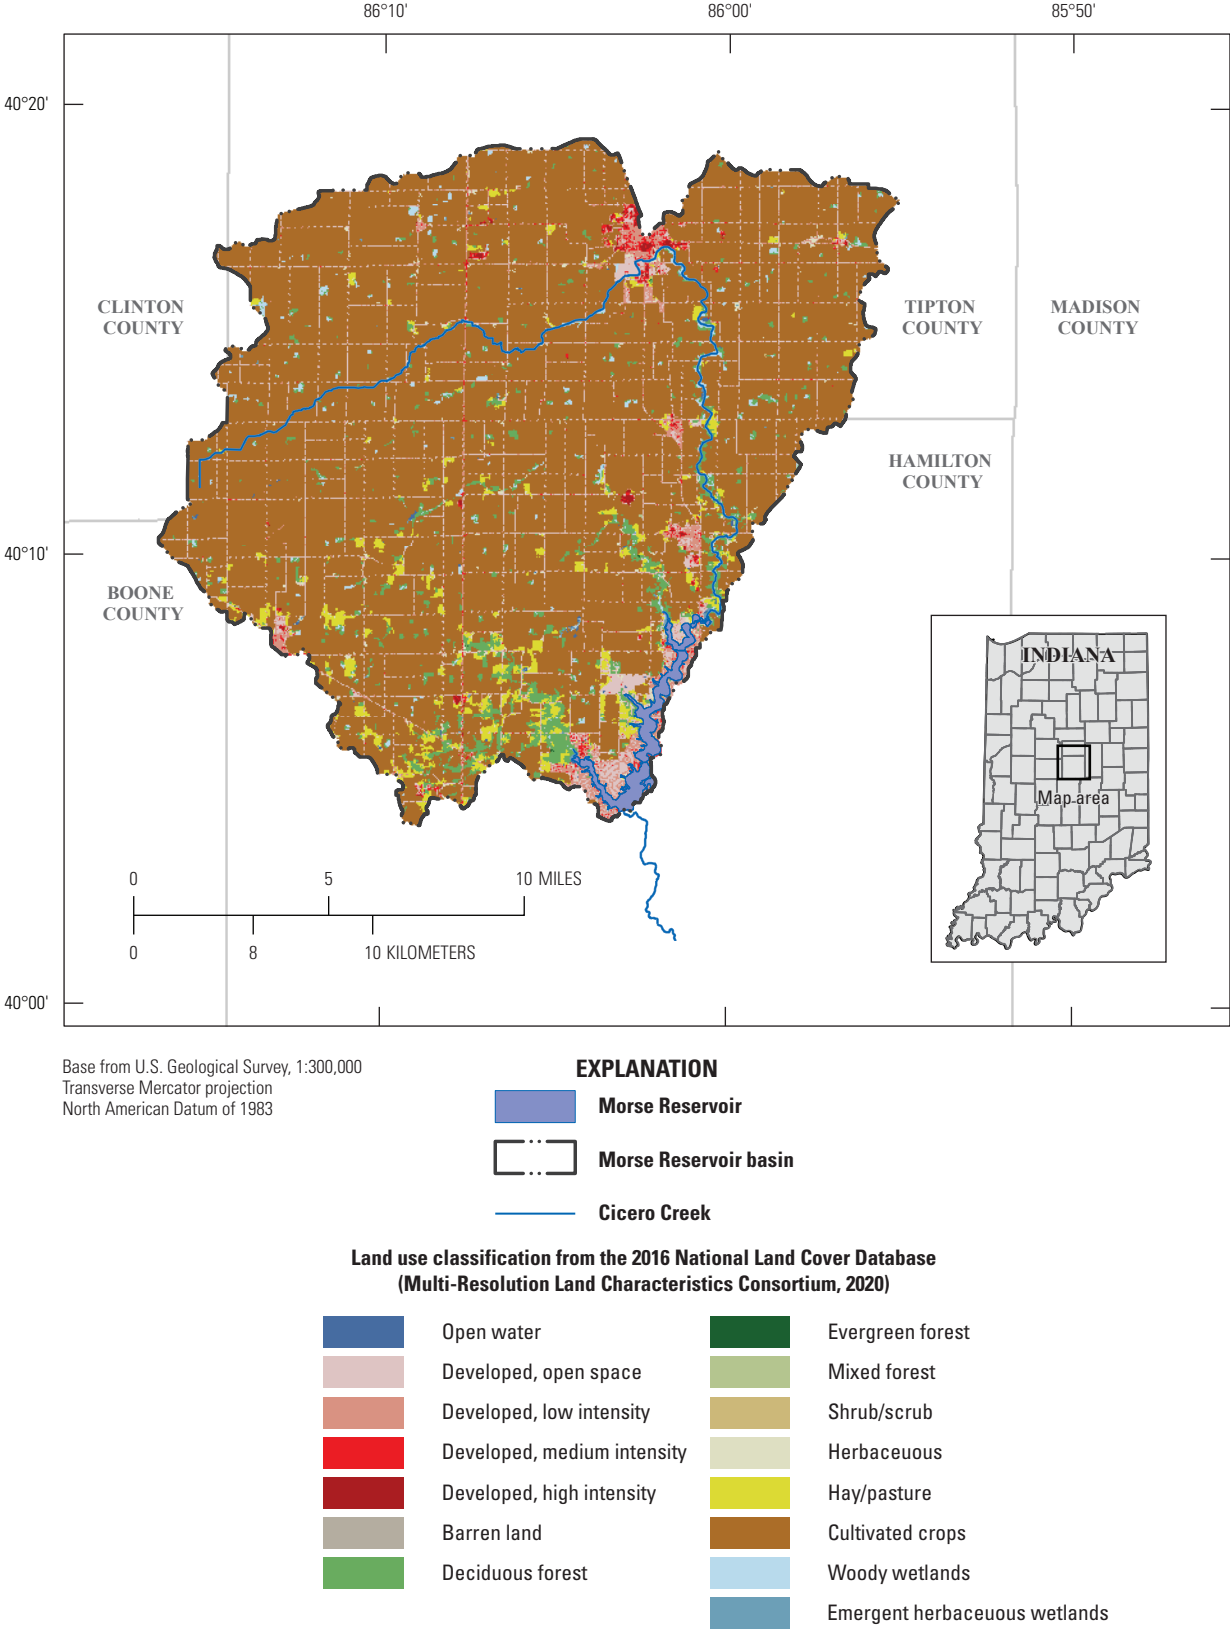 86°10'
86°00'
85°50'
40°20'
CLINTON
COUNTY
TIPTON
COUNTY
MADISON
COUNTY
HAMILTON
COUNTY
40°10'
BOONE
COUNTY
INDIANA
Map area
0
5
10 MILES
0
8
10 KILOMETERS
40°00'
Base from U.S. Geological Survey, 1:300,000
Transverse Mercator projection
North American Datum of 1983
EXPLANATION
Morse Reservoir
Morse Reservoir basin
Cicero Creek
Land use classification from the 2016 National Land Cover Database
(Multi-Resolution Land Characteristics Consortium, 2020)
Open water
Developed, open space
Developed, low intensity
Developed, medium intensity
Developed, high intensity
Barren land
Deciduous forest
Evergreen forest
Mixed forest
Shrub/scrub
Herbaceuous
Hay/pasture
Cultivated crops
Woody wetlands
Emergent herbaceuous wetlands